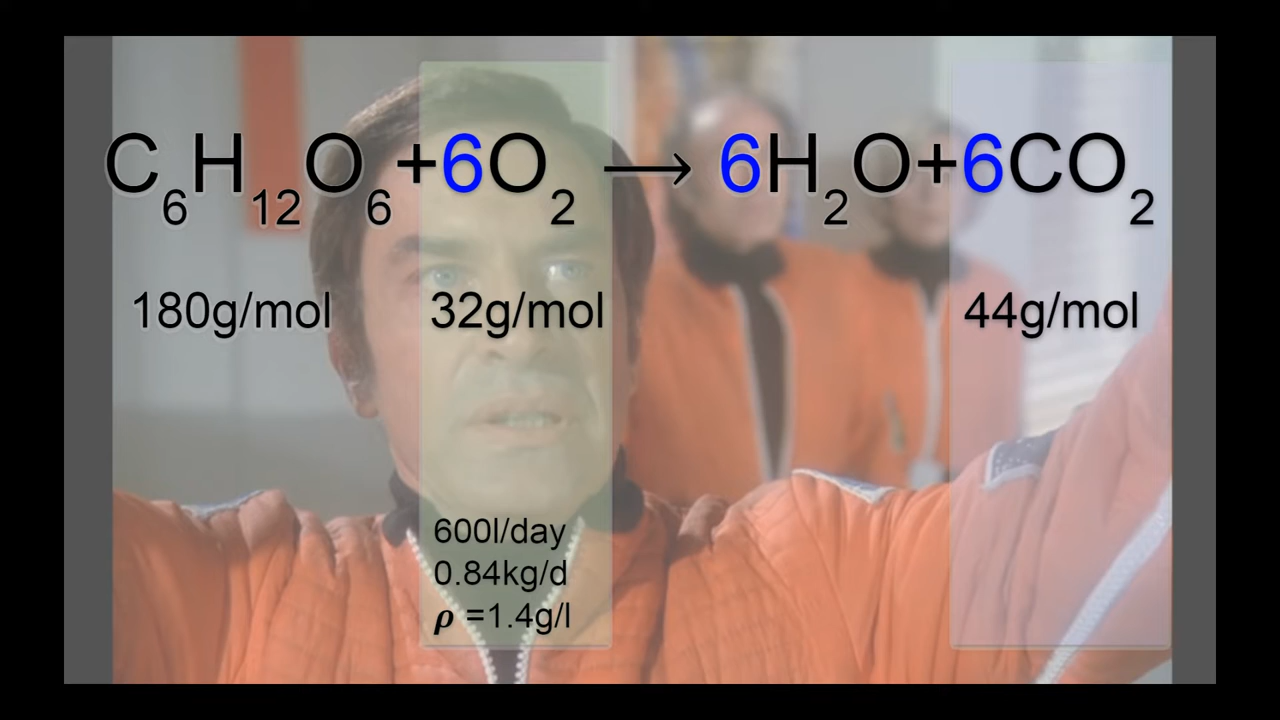 C₆H₁₂O₆+6O₂ ⟶ 6H₂O+6CO₂
180g/mol 32g/mol 44g/mol
600l/day
0.84kg/d
ρ =1.4g/l